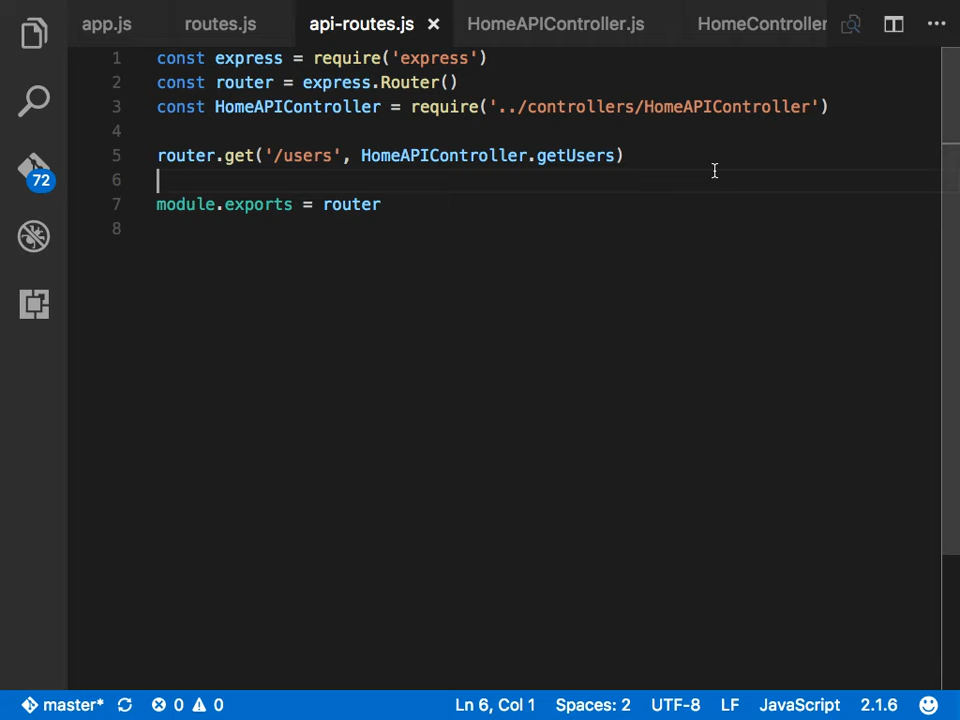 app.js routes.js api-routes.js HomeAPIController.js HomeController
1 const express = require('express')
2 const router = express.Router()
3 const HomeAPIController = require('../controllers/HomeAPIController')
4
5 router.get('/users', HomeAPIController.getUsers)
6
7 module.exports = router
8
72
master* 0 0 Ln 6, Col 1 Spaces: 2 UTF-8 LF JavaScript 2.1.6